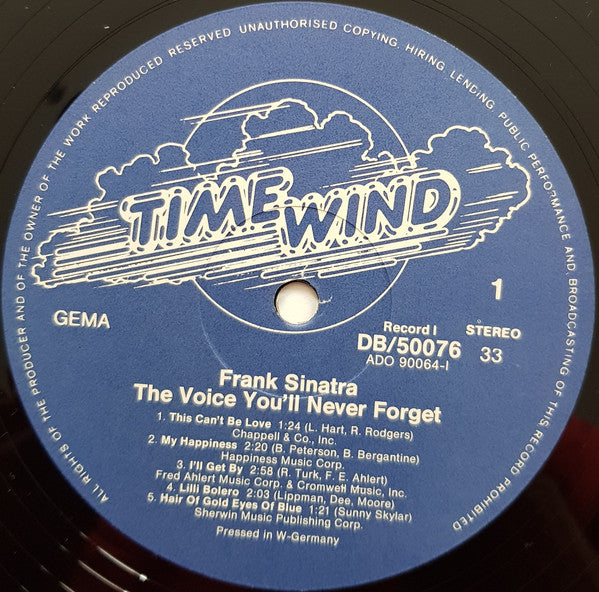 ALL RIGHTS OF THE PRODUCER AND OF THE OWNER OF THE WORK REPRODUCED RESERVED UNAUTHORISED COPYING, HIRING, LENDING, PUBLIC PERFORMANCE AND, BROADCASTING OF THIS RECORD PROHIBITED
TIME WIND
1
GEMA
Record I
STEREO
DB/50076
33
ADO 90064-I
Frank Sinatra
The Voice You'll Never Forget
1. This Can't Be Love 1:24 (L. Hart, R. Rodgers)
Chappell & Co., Inc.
2. My Happiness 2:20 (B. Peterson, B. Bergantine)
Happiness Music Corp.
3. I'll Get By 2:58 (R. Turk, F. E. Ahlert)
Fred Ahlert Music Corp. & Cromwell Music, Inc.
4. Lilli Bolero 2:03 (Lippman, Dee, Moore)
5. Hair Of Gold Eyes Of Blue 1:21 (Sunny Skylar)
Sherwin Music Publishing Corp.
Pressed in W-Germany